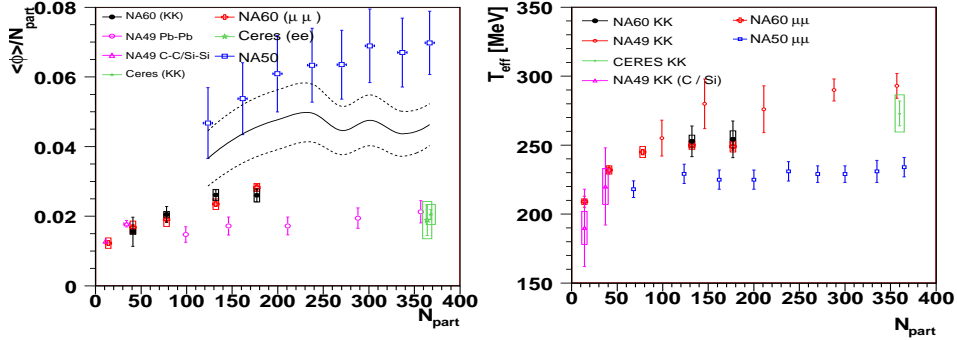 <ϕ>/N_part
0.08
0.06
0.04
0.02
0
NA60 (KK)
NA49 Pb-Pb
NA49 C-C/Si-Si
Ceres (KK)
NA60 (μ μ )
Ceres (ee)
NA50
0 50 100 150 200 250 300 350 400
N_part
T_eff [MeV]
350
300
250
200
150
NA60 KK
NA49 KK
CERES KK
NA49 KK (C / Si)
NA60 μμ
NA50 μμ
0 50 100 150 200 250 300 350 400
N_part